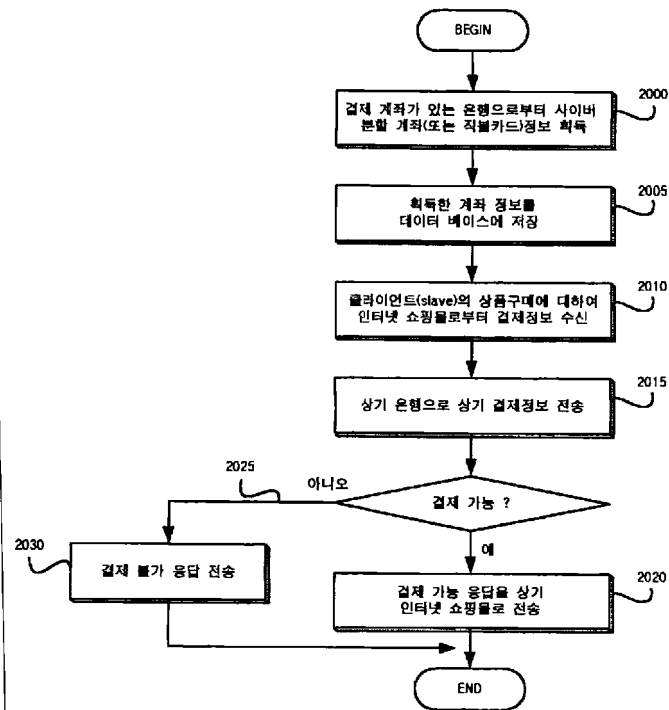 BEGIN
2000
결제 계좌가 있는 은행으로부터 사이버
분할 계좌(또는 직불카드)정보 획득
2005
획득한 계좌 정보를
데이터 베이스에 저장
2010
클라이언트(slave)의 상품구매에 대하여
인터넷 쇼핑몰로부터 결제정보 수신
2015
상기 은행으로 상기 결제정보 전송
2025
아니오
결제 가능 ?
2030
결제 불가 응답 전송
예
2020
결제 가능 응답을 상기
인터넷 쇼핑몰로 전송
END